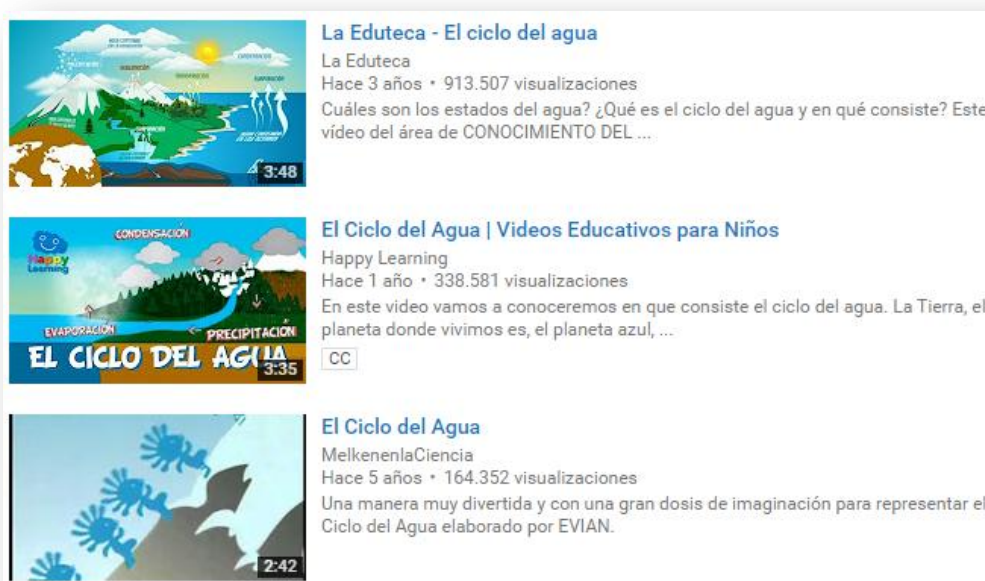 La Eduteca - El ciclo del agua
La Eduteca
Hace 3 años • 913.507 visualizaciones
Cuáles son los estados del agua? ¿Qué es el ciclo del agua y en qué consiste? Este
vídeo del área de CONOCIMIENTO DEL ...
3:48
Happy
Learning
CONDENSACIÓN
EVAPORACIÓN
PRECIPITACIÓN
EL CICLO DEL AGUA
3:35
El Ciclo del Agua | Videos Educativos para Niños
Happy Learning
Hace 1 año • 338.581 visualizaciones
En este video vamos a conoceremos en que consiste el ciclo del agua. La Tierra, el
planeta donde vivimos es, el planeta azul, ...
CC
El Ciclo del Agua
MelkenenlaCiencia
Hace 5 años • 164.352 visualizaciones
Una manera muy divertida y con una gran dosis de imaginación para representar el
Ciclo del Agua elaborado por EVIAN.
2:42